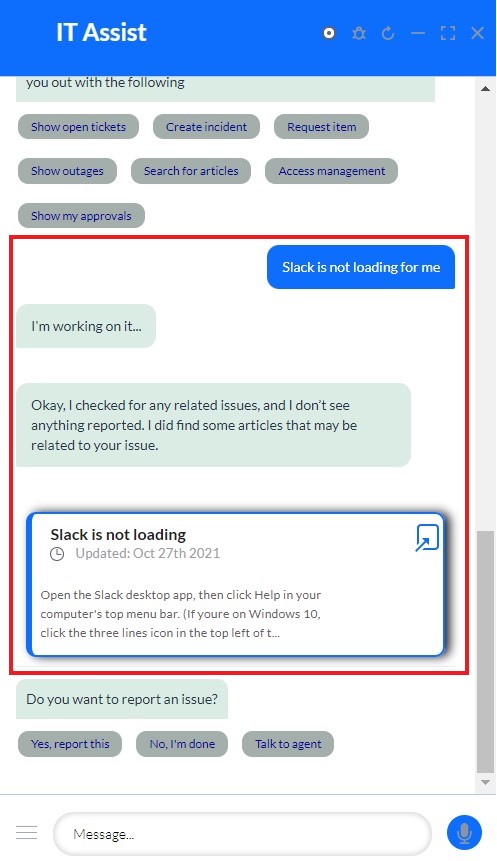 IT Assist
you out with the following
Show open tickets
Create incident
Request item
Show outages
Search for articles
Access management
Show my approvals
Slack is not loading for me
I'm working on it...
Okay, I checked for any related issues, and I don't see
anything reported. I did find some articles that may be
related to your issue.
Slack is not loading
Updated: Oct 27th 2021
Open the Slack desktop app, then click Help in your
computer's top menu bar. (If youre on Windows 10,
click the three lines icon in the top left of t...
Do you want to report an issue?
Yes, report this
No, I'm done
Talk to agent
Message...